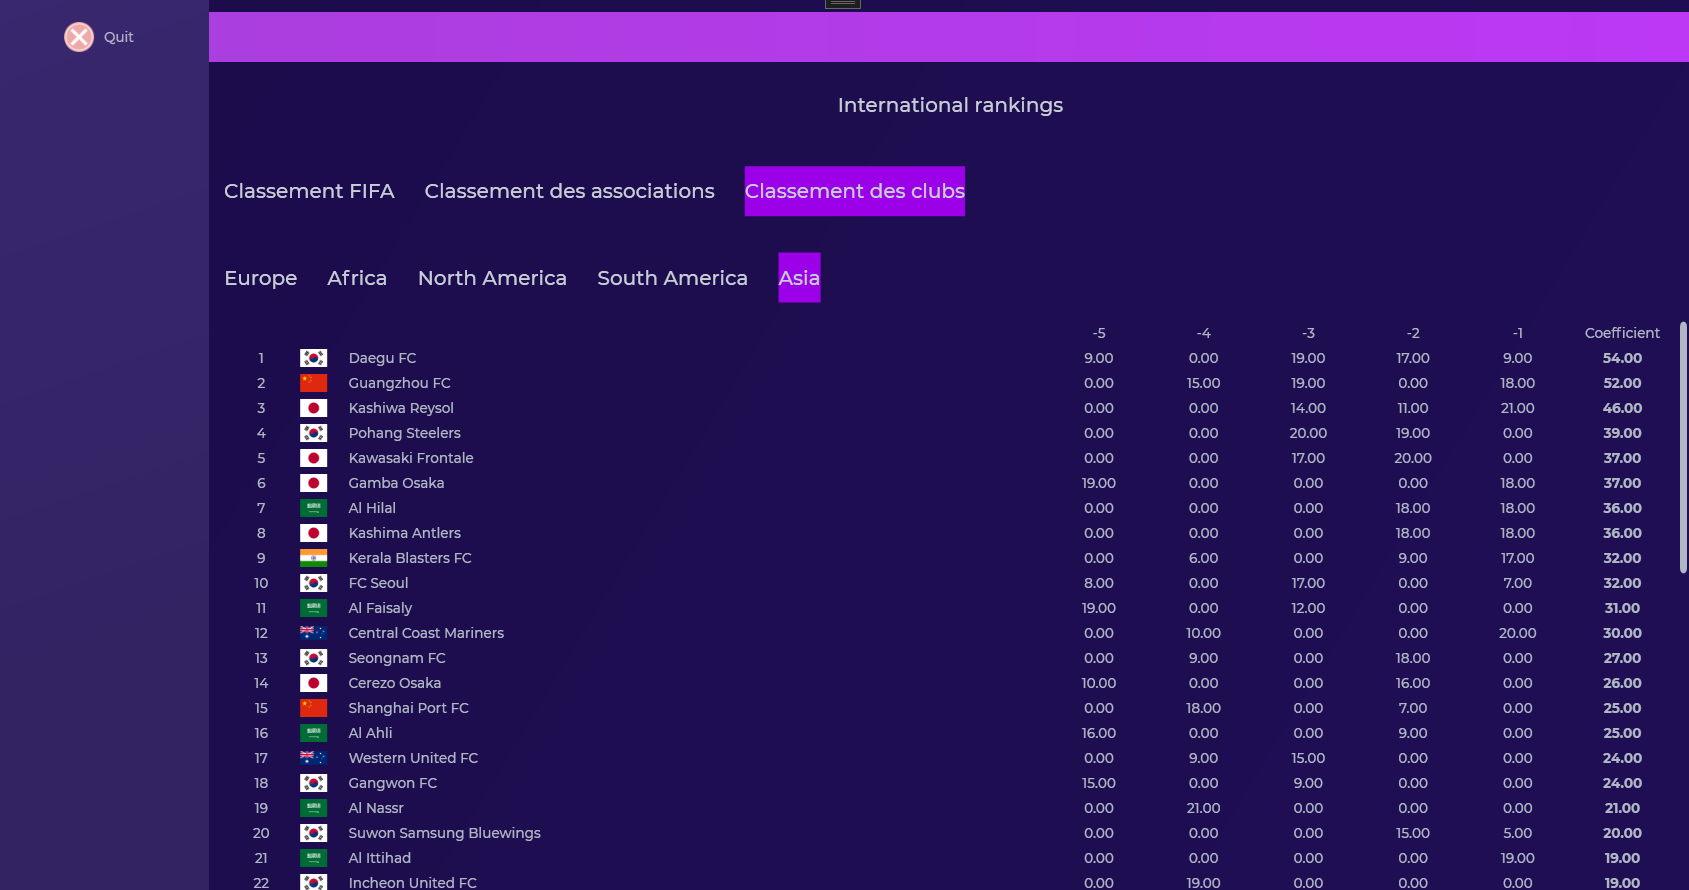 Quit
International rankings
Classement FIFA Classement des associations Classement des clubs
Europe Africa North America South America Asia
-5 -4 -3 -2 -1 Coefficient
1 Daegu FC 9.00 0.00 19.00 17.00 9.00 54.00
2 Guangzhou FC 0.00 15.00 19.00 0.00 18.00 52.00
3 Kashiwa Reysol 0.00 0.00 14.00 11.00 21.00 46.00
4 Pohang Steelers 0.00 0.00 20.00 19.00 0.00 39.00
5 Kawasaki Frontale 0.00 0.00 17.00 20.00 0.00 37.00
6 Gamba Osaka 19.00 0.00 0.00 0.00 18.00 37.00
7 Al Hilal 0.00 0.00 0.00 18.00 18.00 36.00
8 Kashima Antlers 0.00 0.00 0.00 18.00 18.00 36.00
9 Kerala Blasters FC 0.00 6.00 0.00 9.00 17.00 32.00
10 FC Seoul 8.00 0.00 17.00 0.00 7.00 32.00
11 Al Faisaly 19.00 0.00 12.00 0.00 0.00 31.00
12 Central Coast Mariners 0.00 10.00 0.00 0.00 20.00 30.00
13 Seongnam FC 0.00 9.00 0.00 18.00 0.00 27.00
14 Cerezo Osaka 10.00 0.00 0.00 16.00 0.00 26.00
15 Shanghai Port FC 0.00 18.00 0.00 7.00 0.00 25.00
16 Al Ahli 16.00 0.00 0.00 9.00 0.00 25.00
17 Western United FC 0.00 9.00 15.00 0.00 0.00 24.00
18 Gangwon FC 15.00 0.00 9.00 0.00 0.00 24.00
19 Al Nassr 0.00 21.00 0.00 0.00 0.00 21.00
20 Suwon Samsung Bluewings 0.00 0.00 0.00 15.00 5.00 20.00
21 Al Ittihad 0.00 0.00 0.00 0.00 19.00 19.00
22 Incheon United FC 0.00 19.00 0.00 0.00 0.00 19.00